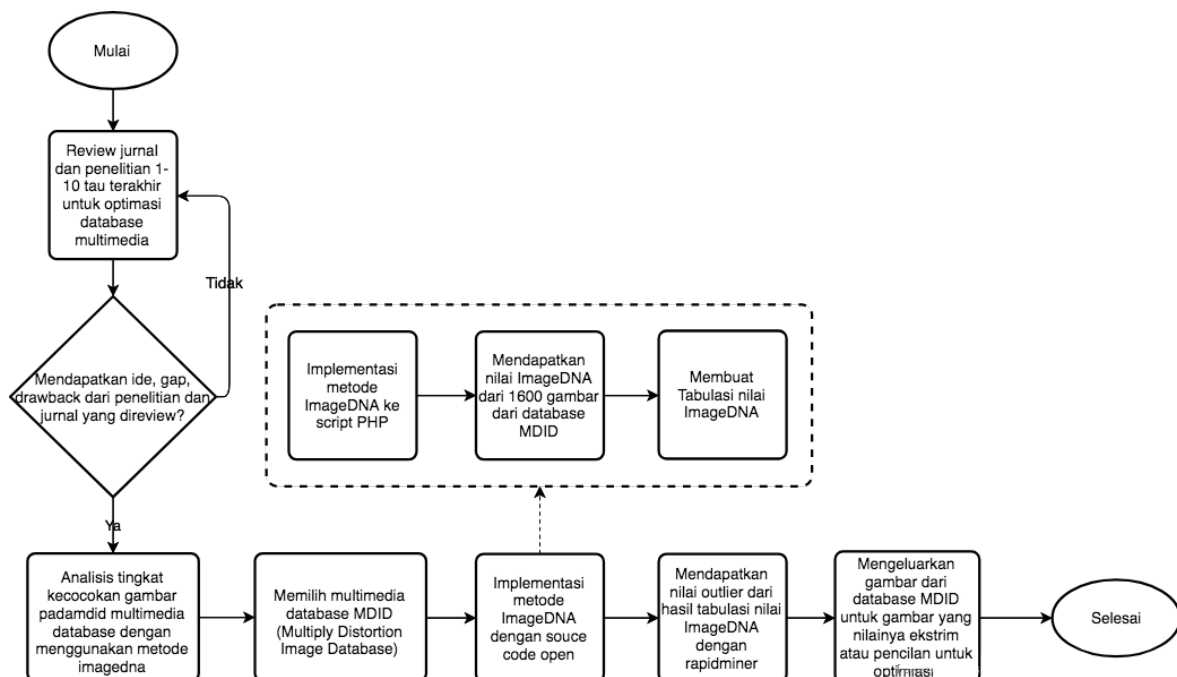 Mulai
Review jurnal
dan penelitian 1-
10 tau terakhir
untuk optimasi
database
multimedia
Tidak
Mendapatkan ide, gap,
drawback dari penelitian dan
jurnal yang direview?
Ya
Implementasi
metode
ImageDNA ke
script PHP
Mendapatkan
nilai ImageDNA
dari 1600 gambar
dari database
MDID
Membuat
Tabulasi nilai
ImageDNA
Analisis tingkat
kecocokan gambar
padamdid multimedia
database dengan
menggunakan metode
imagedna
Memilih multimedia
database MDID
(Multiply Distortion
Image Database)
Implementasi
metode
ImageDNA
dengan souce
code open
Mendapatkan
nilai outlier dari
hasil tabulasi nilai
ImageDNA
dengan
rapidminer
Mengeluarkan
gambar dari
database MDID
untuk gambar yang
nilainya ekstrim
atau pencilan untuk
optimasi
Selesai